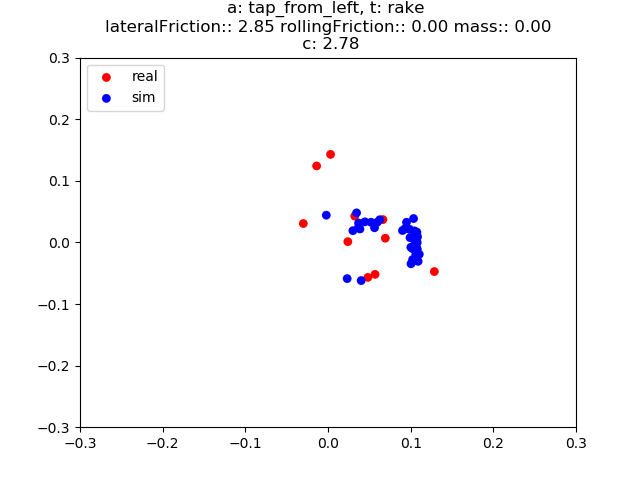 a: tap_from_left, t: rake
lateralFriction:: 2.85 rollingFriction:: 0.00 mass:: 0.00
c: 2.78
real
sim
0.3
0.2
0.1
0.0
−0.1
−0.2
−0.3
−0.3
−0.2
−0.1
0.0
0.1
0.2
0.3